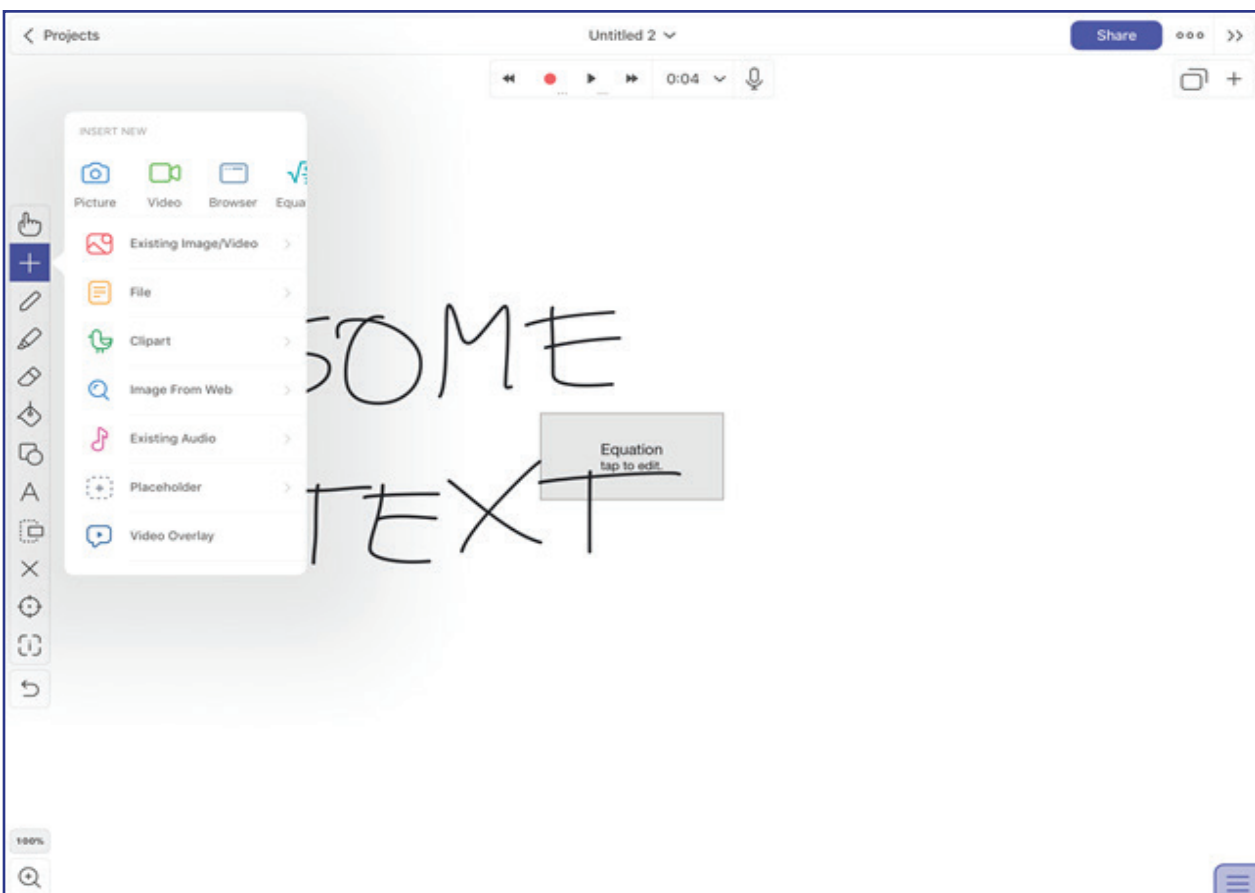 Projects
Untitled 2
Share
0:04
INSERT NEW
Picture Video Browser Equa
Existing Image/Video
File
Clipart
Image From Web
Existing Audio
Placeholder
Video Overlay
SOME
Equation
tap to edit.
TEXT
A
100%